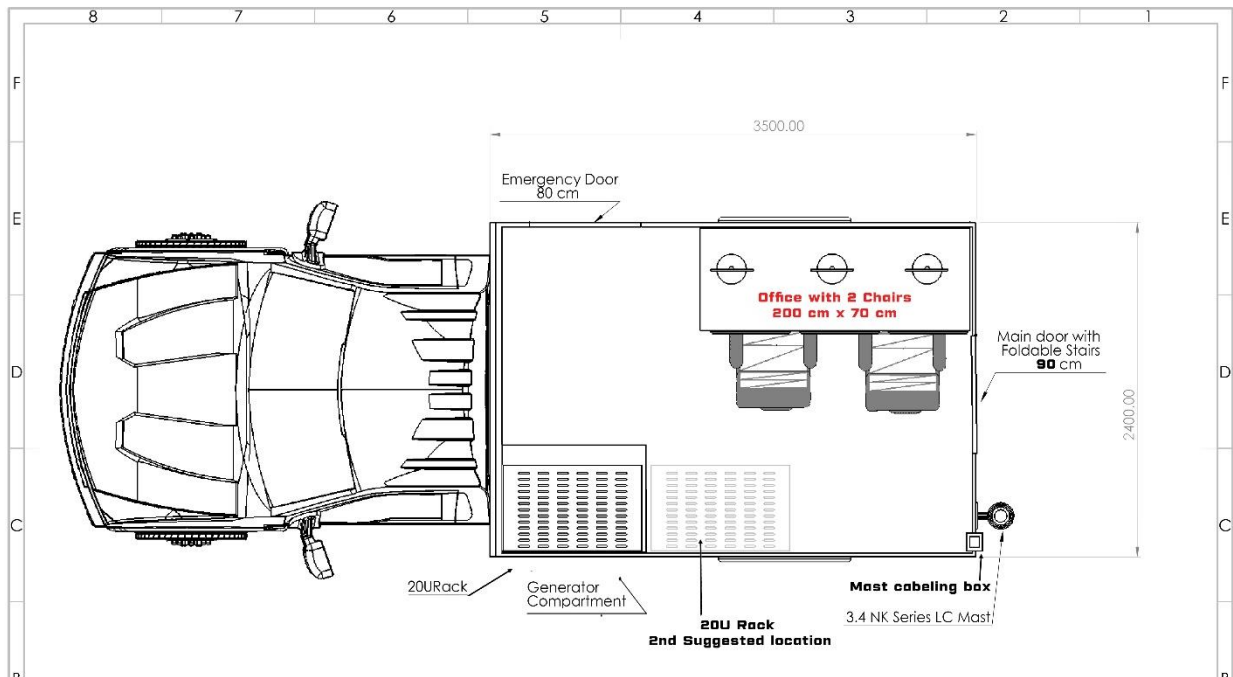 8 7 6 5 4 3 2 1
F F
3500.00
Emergency Door
80 cm
E E
Office with 2 Chairs
200 cm x 70 cm
Main door with
Foldable Stairs
90 cm
D D
2400.00
C C
20URack
Generator
Compartment
Mast cabeling box
3.4 NK Series LC Mast
20U Rack
2nd Suggested location